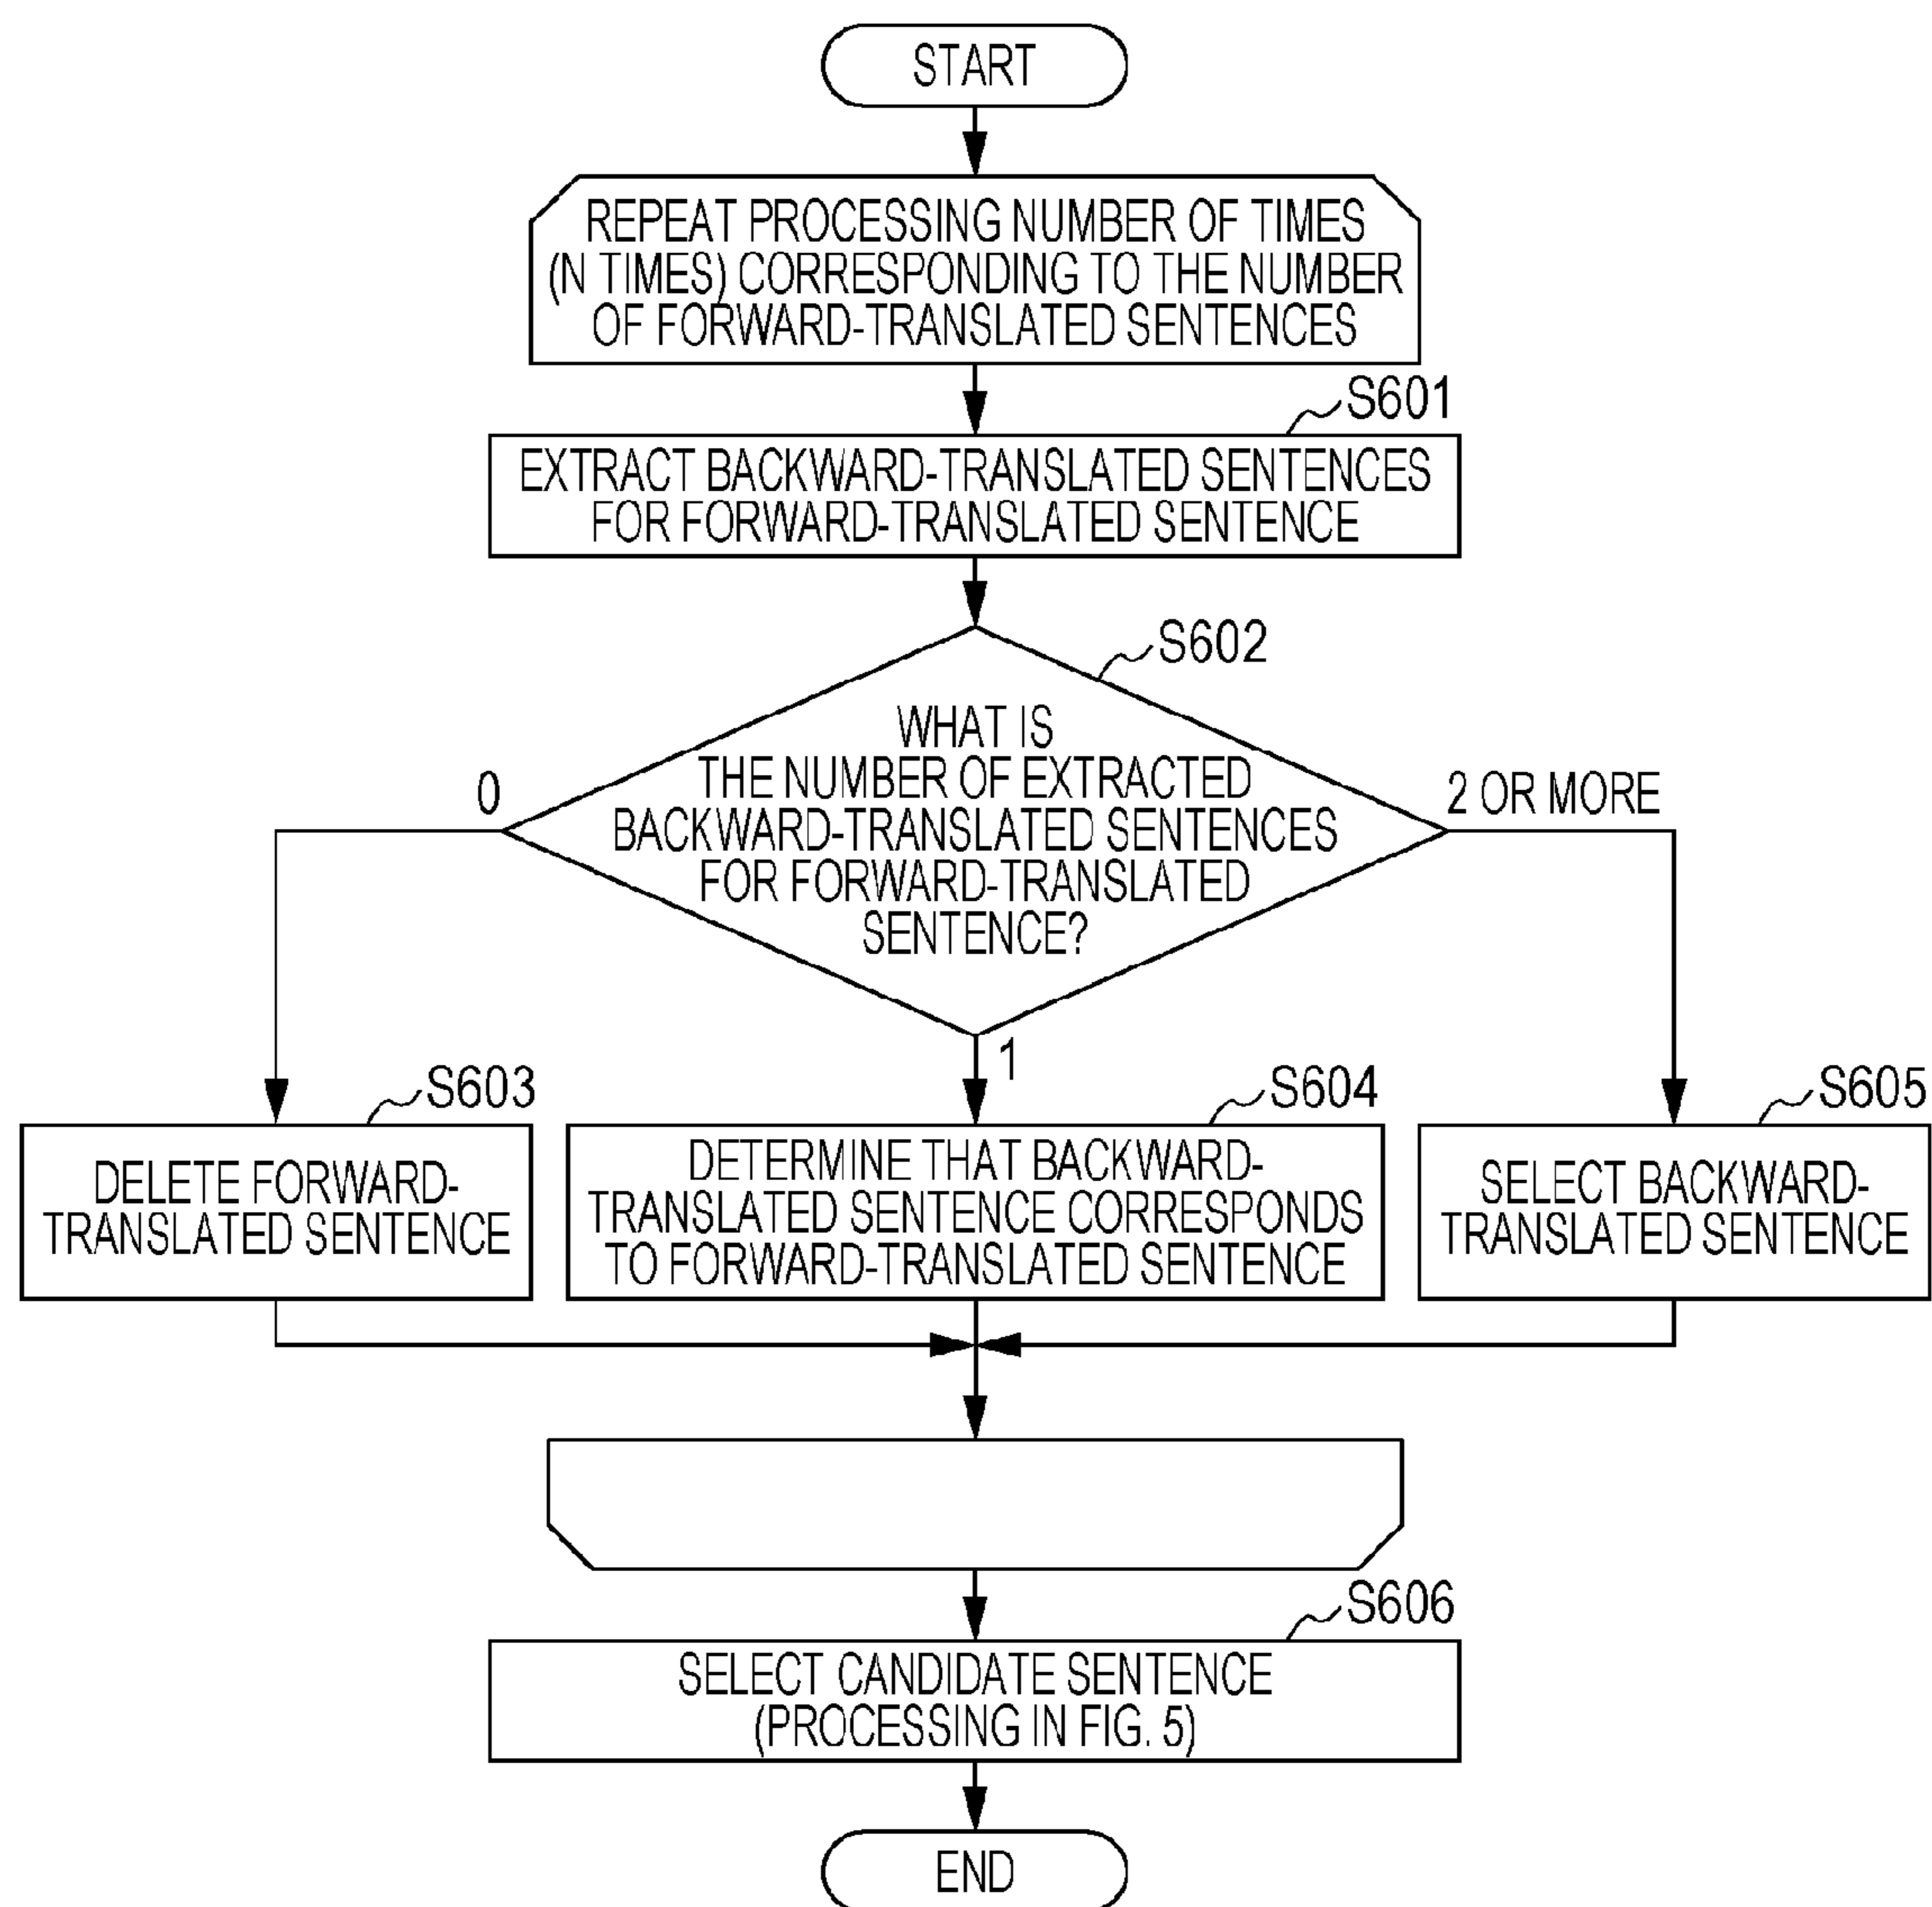 START
REPEAT PROCESSING NUMBER OF TIMES
(N TIMES) CORRESPONDING TO THE NUMBER
OF FORWARD-TRANSLATED SENTENCES
S601
EXTRACT BACKWARD-TRANSLATED SENTENCES
FOR FORWARD-TRANSLATED SENTENCE
S602
WHAT IS
THE NUMBER OF EXTRACTED
BACKWARD-TRANSLATED SENTENCES
FOR FORWARD-TRANSLATED
SENTENCE?
0
2 OR MORE
1
S603
DELETE FORWARD-
TRANSLATED SENTENCE
S604
DETERMINE THAT BACKWARD-
TRANSLATED SENTENCE CORRESPONDS
TO FORWARD-TRANSLATED SENTENCE
S605
SELECT BACKWARD-
TRANSLATED SENTENCE
S606
SELECT CANDIDATE SENTENCE
(PROCESSING IN FIG. 5)
END